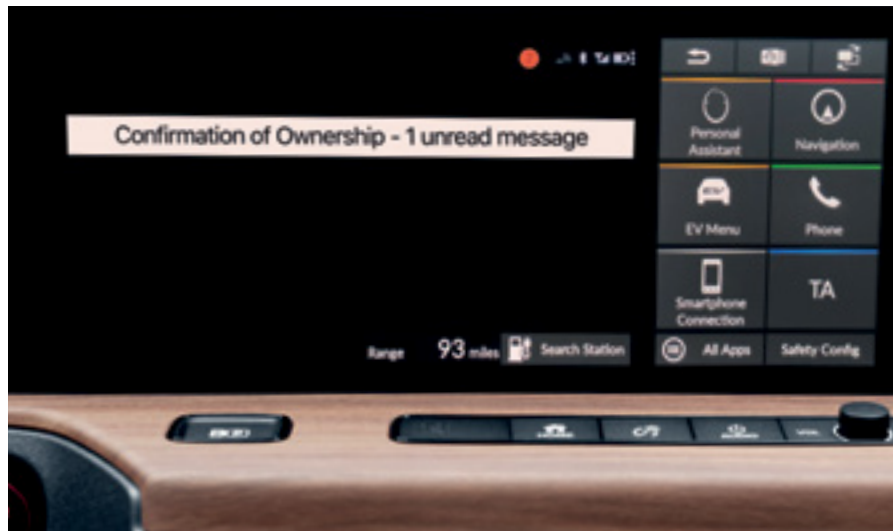 Confirmation of Ownership - 1 unread message
Personal
Assistant
Navigation
EV Menu
Phone
Smartphone
Connection
TA
Range 93 miles Search Station
All Apps
Safety Config
VOL